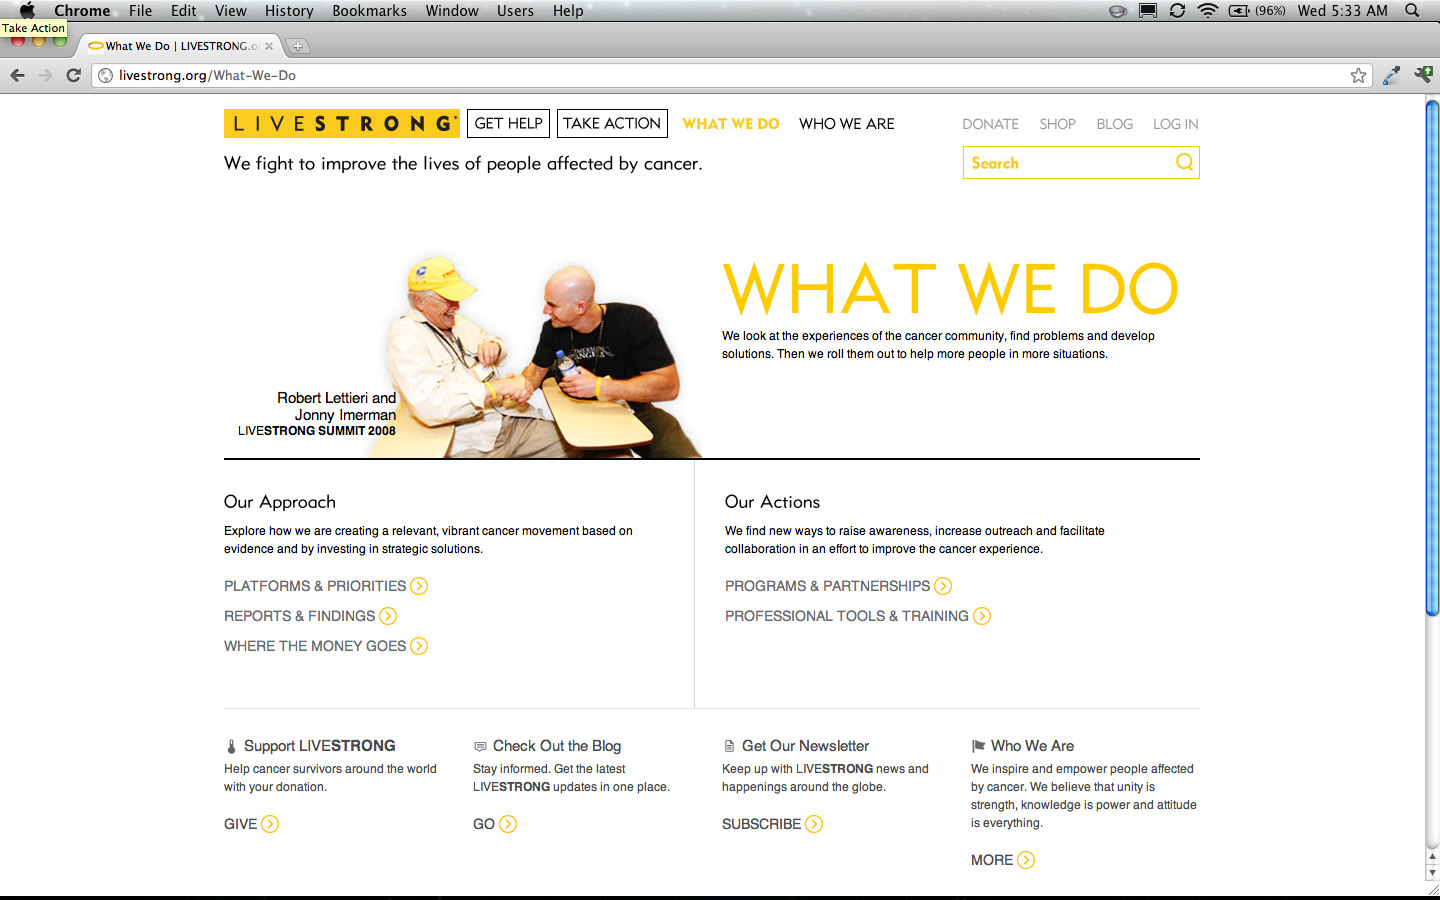 Chrome File Edit View History Bookmarks Window Users Help (96%) Wed 5:33 AM
Take Action
What We Do | LIVESTRONG.o
livestrong.org/What-We-Do
LIVESTRONG GET HELP TAKE ACTION WHAT WE DO WHO WE ARE DONATE SHOP BLOG LOG IN
We fight to improve the lives of people affected by cancer.
Search
WHAT WE DO
We look at the experiences of the cancer community, find problems and develop
solutions. Then we roll them out to help more people in more situations.
Robert Lettieri and
Jonny Imerman
LIVESTRONG SUMMIT 2008
Our Approach
Explore how we are creating a relevant, vibrant cancer movement based on
evidence and by investing in strategic solutions.
PLATFORMS & PRIORITIES
REPORTS & FINDINGS
WHERE THE MONEY GOES
Our Actions
We find new ways to raise awareness, increase outreach and facilitate
collaboration in an effort to improve the cancer experience.
PROGRAMS & PARTNERSHIPS
PROFESSIONAL TOOLS & TRAINING
Support LIVESTRONG
Help cancer survivors around the world
with your donation.
GIVE
Check Out the Blog
Stay informed. Get the latest
LIVESTRONG updates in one place.
GO
Get Our Newsletter
Keep up with LIVESTRONG news and
happenings around the globe.
SUBSCRIBE
Who We Are
We inspire and empower people affected
by cancer. We believe that unity is
strength, knowledge is power and attitude
is everything.
MORE